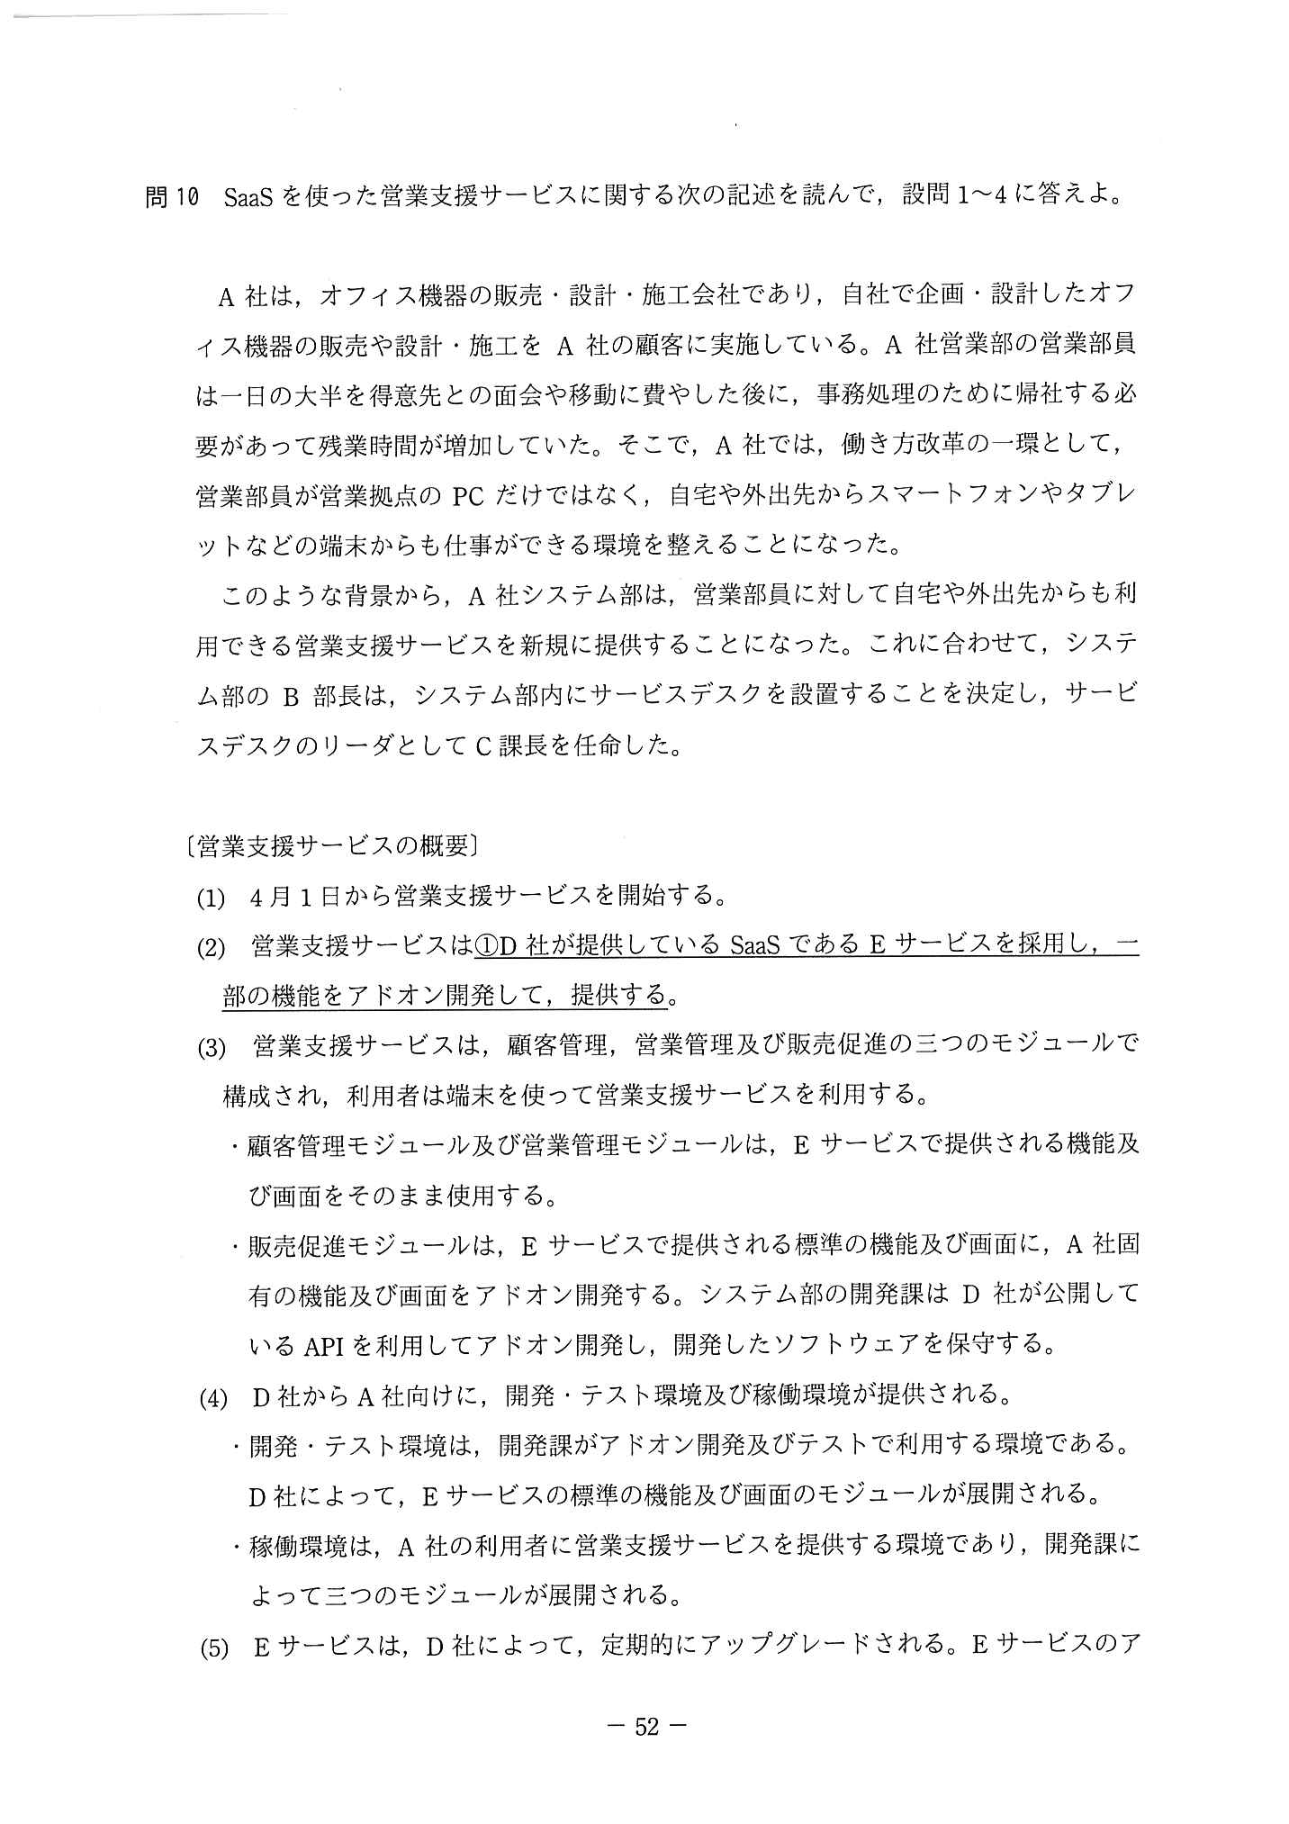 問10 SaaS を使った営業支援サービスに関する次の記述を読んで，設問 1～4 に答えよ。
A 社は，オフィス機器の販売・設計・施工会社であり，自社で企画・設計したオフ
ィス機器の販売や設計・施工を A 社の顧客に実施している。A 社営業部の営業部員
は一日の大半を得意先との面会や移動に費やした後に，事務処理のために帰社する必
要があって残業時間が増加していた。そこで，A 社では，働き方改革の一環として，
営業部員が営業拠点の PC だけではなく，自宅や外出先からスマートフォンやタブレ
ットなどの端末からも仕事ができる環境を整えることになった。
このような背景から，A 社システム部は，営業部員に対して自宅や外出先からも利
用できる営業支援サービスを新規に提供することになった。これに合わせて，システ
ム部の B 部長は，システム部内にサービスデスクを設置することを決定し，サービ
スデスクのリーダとして C 課長を任命した。
〔営業支援サービスの概要〕
(1) 4 月 1 日から営業支援サービスを開始する。
(2) 営業支援サービスは①D 社が提供している SaaS である E サービスを採用し，一
部の機能をアドオン開発して，提供する。
(3) 営業支援サービスは，顧客管理，営業管理及び販売促進の三つのモジュールで
構成され，利用者は端末を使って営業支援サービスを利用する。
・顧客管理モジュール及び営業管理モジュールは，E サービスで提供される機能及
び画面をそのまま使用する。
・販売促進モジュールは，E サービスで提供される標準の機能及び画面に，A 社固
有の機能及び画面をアドオン開発する。システム部の開発課は D 社が公開して
いる API を利用してアドオン開発し，開発したソフトウェアを保守する。
(4) D 社から A 社向けに，開発・テスト環境及び稼働環境が提供される。
・開発・テスト環境は，開発課がアドオン開発及びテストで利用する環境である。
D 社によって，E サービスの標準の機能及び画面のモジュールが展開される。
・稼働環境は，A 社の利用者に営業支援サービスを提供する環境であり，開発課に
よって三つのモジュールが展開される。
(5) E サービスは，D 社によって，定期的にアップグレードされる。E サービスのア
－ 52 －